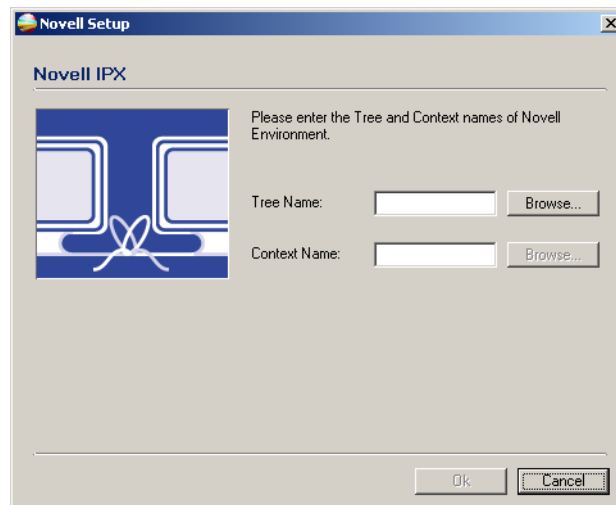 Novell Setup
Novell IPX
Please enter the Tree and Context names of Novell
Environment.
Tree Name:
Browse...
Context Name:
Browse...
Ok
Cancel